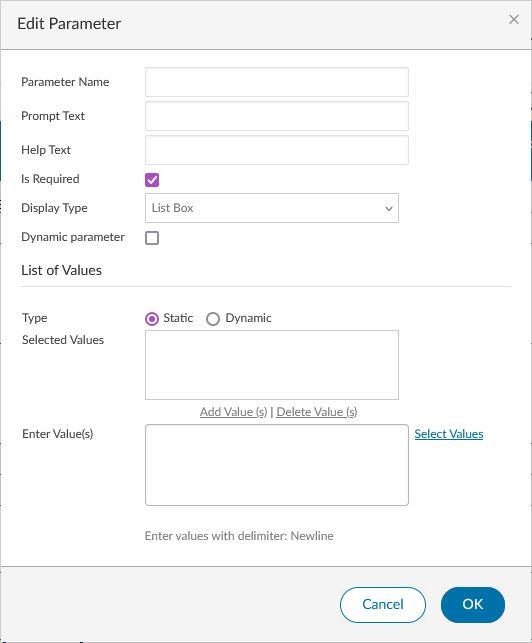 Edit Parameter
Parameter Name
Prompt Text
Help Text
Is Required
Display Type List Box
Dynamic parameter
List of Values
Type Static Dynamic
Selected Values
Add Value (s) | Delete Value (s)
Enter Value(s) Select Values
Enter values with delimiter: Newline
Cancel OK